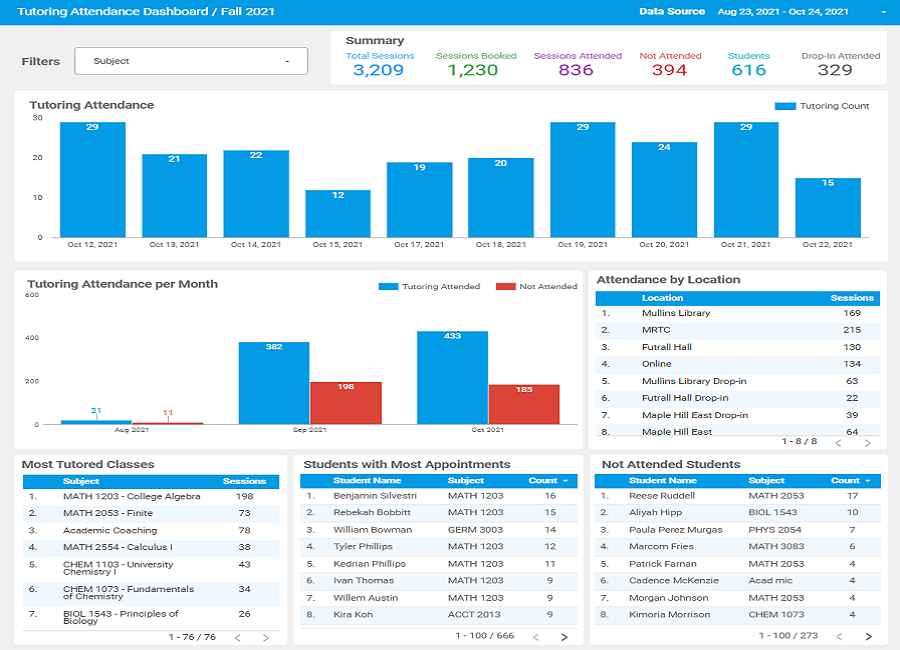 Tutoring Attendance Dashboard / Fall 2021
Data Source Aug 23, 2021 - Oct 24, 2021
Filters
Subject
Summary
Total Sessions Sessions Booked Sessions Attended Not Attended Students Drop-In Attended
3,209 1,230 836 394 616 329
Tutoring Attendance
Tutoring Count
30
20
10
0
29 21 22 12 19 20 29 24 29 15
Oct 12, 2021 Oct 13, 2021 Oct 14, 2021 Oct 15, 2021 Oct 17, 2021 Oct 18, 2021 Oct 19, 2021 Oct 20, 2021 Oct 21, 2021 Oct 22, 2021
Tutoring Attendance per Month
Tutoring Attended Not Attended
600
400
200
0
21 11 382 198 433 185
Aug 2021 Sep 2021 Oct 2021
Attendance by Location
Location Sessions
1. Mullins Library 169
2. MRTC 215
3. Futrall Hall 130
4. Online 134
5. Mullins Library Drop-in 63
6. Futrall Hall Drop-in 22
7. Maple Hill East Drop-in 39
8. Maple Hill East 64
1 - 8 / 8 < >
Most Tutored Classes
Subject Sessions
1. MATH 1203 - College Algebra 198
2. MATH 2053 - Finite 73
3. Academic Coaching 78
4. MATH 2554 - Calculus I 38
5. CHEM 1103 - University 43
Chemistry I
6. CHEM 1073 - Fundamentals 34
of Chemistry
7. BIOL 1543 - Principles of 26
Biology
1 - 76 / 76 < >
Students with Most Appointments
Student Name Subject Count
1. Benjamin Silvestri MATH 1203 16
2. Rebekah Bobbitt MATH 1203 15
3. William Bowman GERM 3003 14
4. Tyler Phillips MATH 1203 12
5. Kedrian Phillips MATH 1203 11
6. Ivan Thomas MATH 1203 9
7. Willem Austin MATH 1203 9
8. Kira Koh ACCT 2013 9
1 - 100 / 666 < >
Not Attended Students
Student Name Subject Count
1. Reese Ruddell MATH 2053 17
2. Aliyah Hipp BIOL 1543 10
3. Paula Perez Murgas PHYS 2054 7
4. Marcom Fries MATH 3083 6
5. Patrick Farnan MATH 2053 4
6. Cadence McKenzie Acad mic 4
7. Morgan Johnson MATH 2053 4
8. Kimoria Morrison CHEM 1073 4
1 - 100 / 273 < >